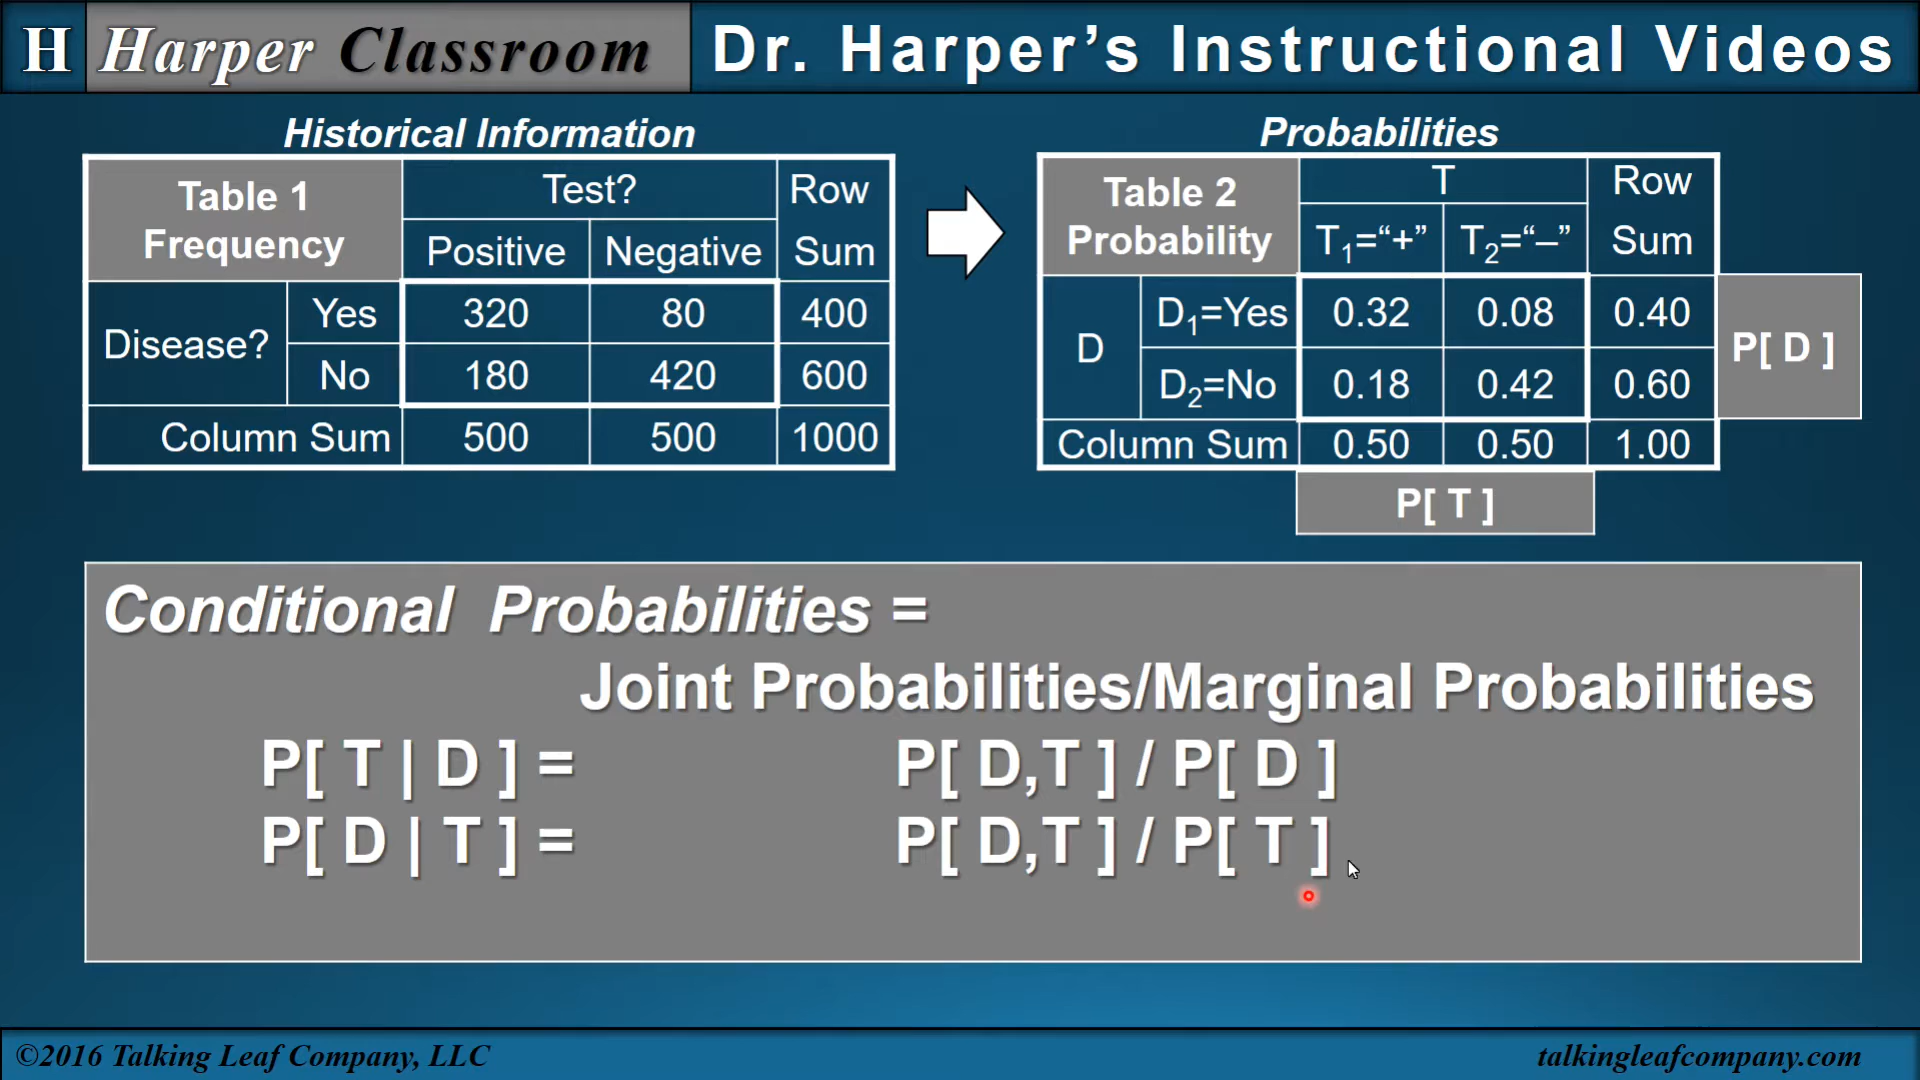 H Harper Classroom Dr. Harper’s Instructional Videos
Historical Information
Table 1 Frequency Test? Row Sum
Positive Negative
Disease? Yes 320 80 400
No 180 420 600
Column Sum 500 500 1000
Probabilities
Table 2 Probability T Row Sum
T₁=“+” T₂=“–”
D D₁=Yes 0.32 0.08 0.40
D₂=No 0.18 0.42 0.60
Column Sum 0.50 0.50 1.00
P[ D ]
P[ T ]
Conditional Probabilities =
Joint Probabilities/Marginal Probabilities
P[ T | D ] = P[ D,T ] / P[ D ]
P[ D | T ] = P[ D,T ] / P[ T ]
©2016 Talking Leaf Company, LLC talkingleafcompany.com